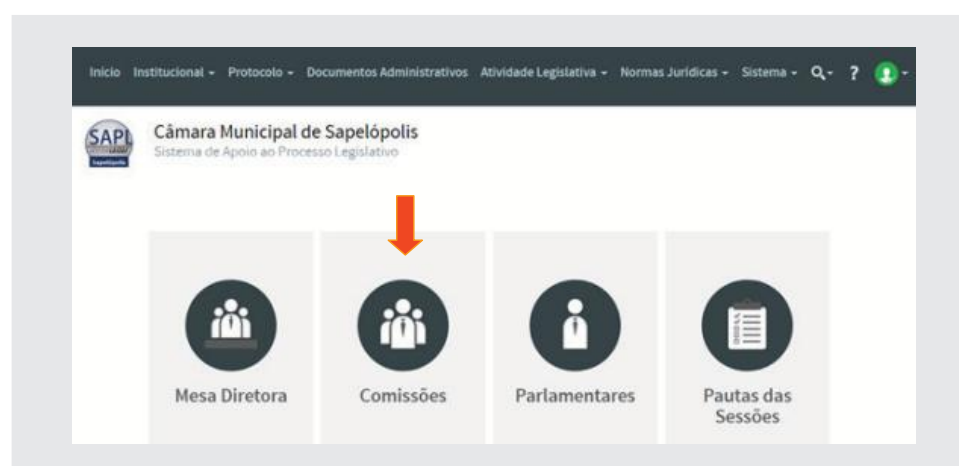 Início Institucional Protocolo Documentos Administrativos Atividade Legislativa Normas Jurídicas Sistema ?
SAPL
Câmara Municipal de Sapelópolis
Sistema de Apoio ao Processo Legislativo
Sapelópolis
Mesa Diretora Comissões Parlamentares Pautas das
Sessões